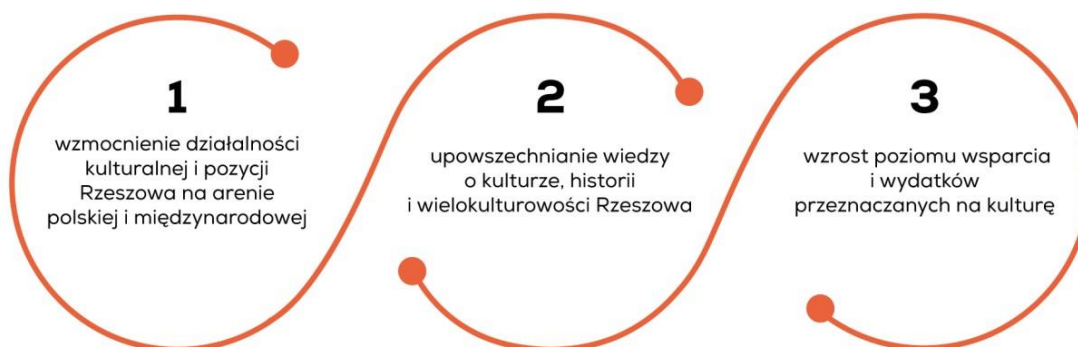 1
wzmocnienie działalności
kulturalnej i pozycji
Rzeszowa na arenie
polskiej i międzynarodowej
2
upowszechnianie wiedzy
o kulturze, historii
i wielokulturowości Rzeszowa
3
wzrost poziomu wsparcia
i wydatków
przeznaczanych na kulturę